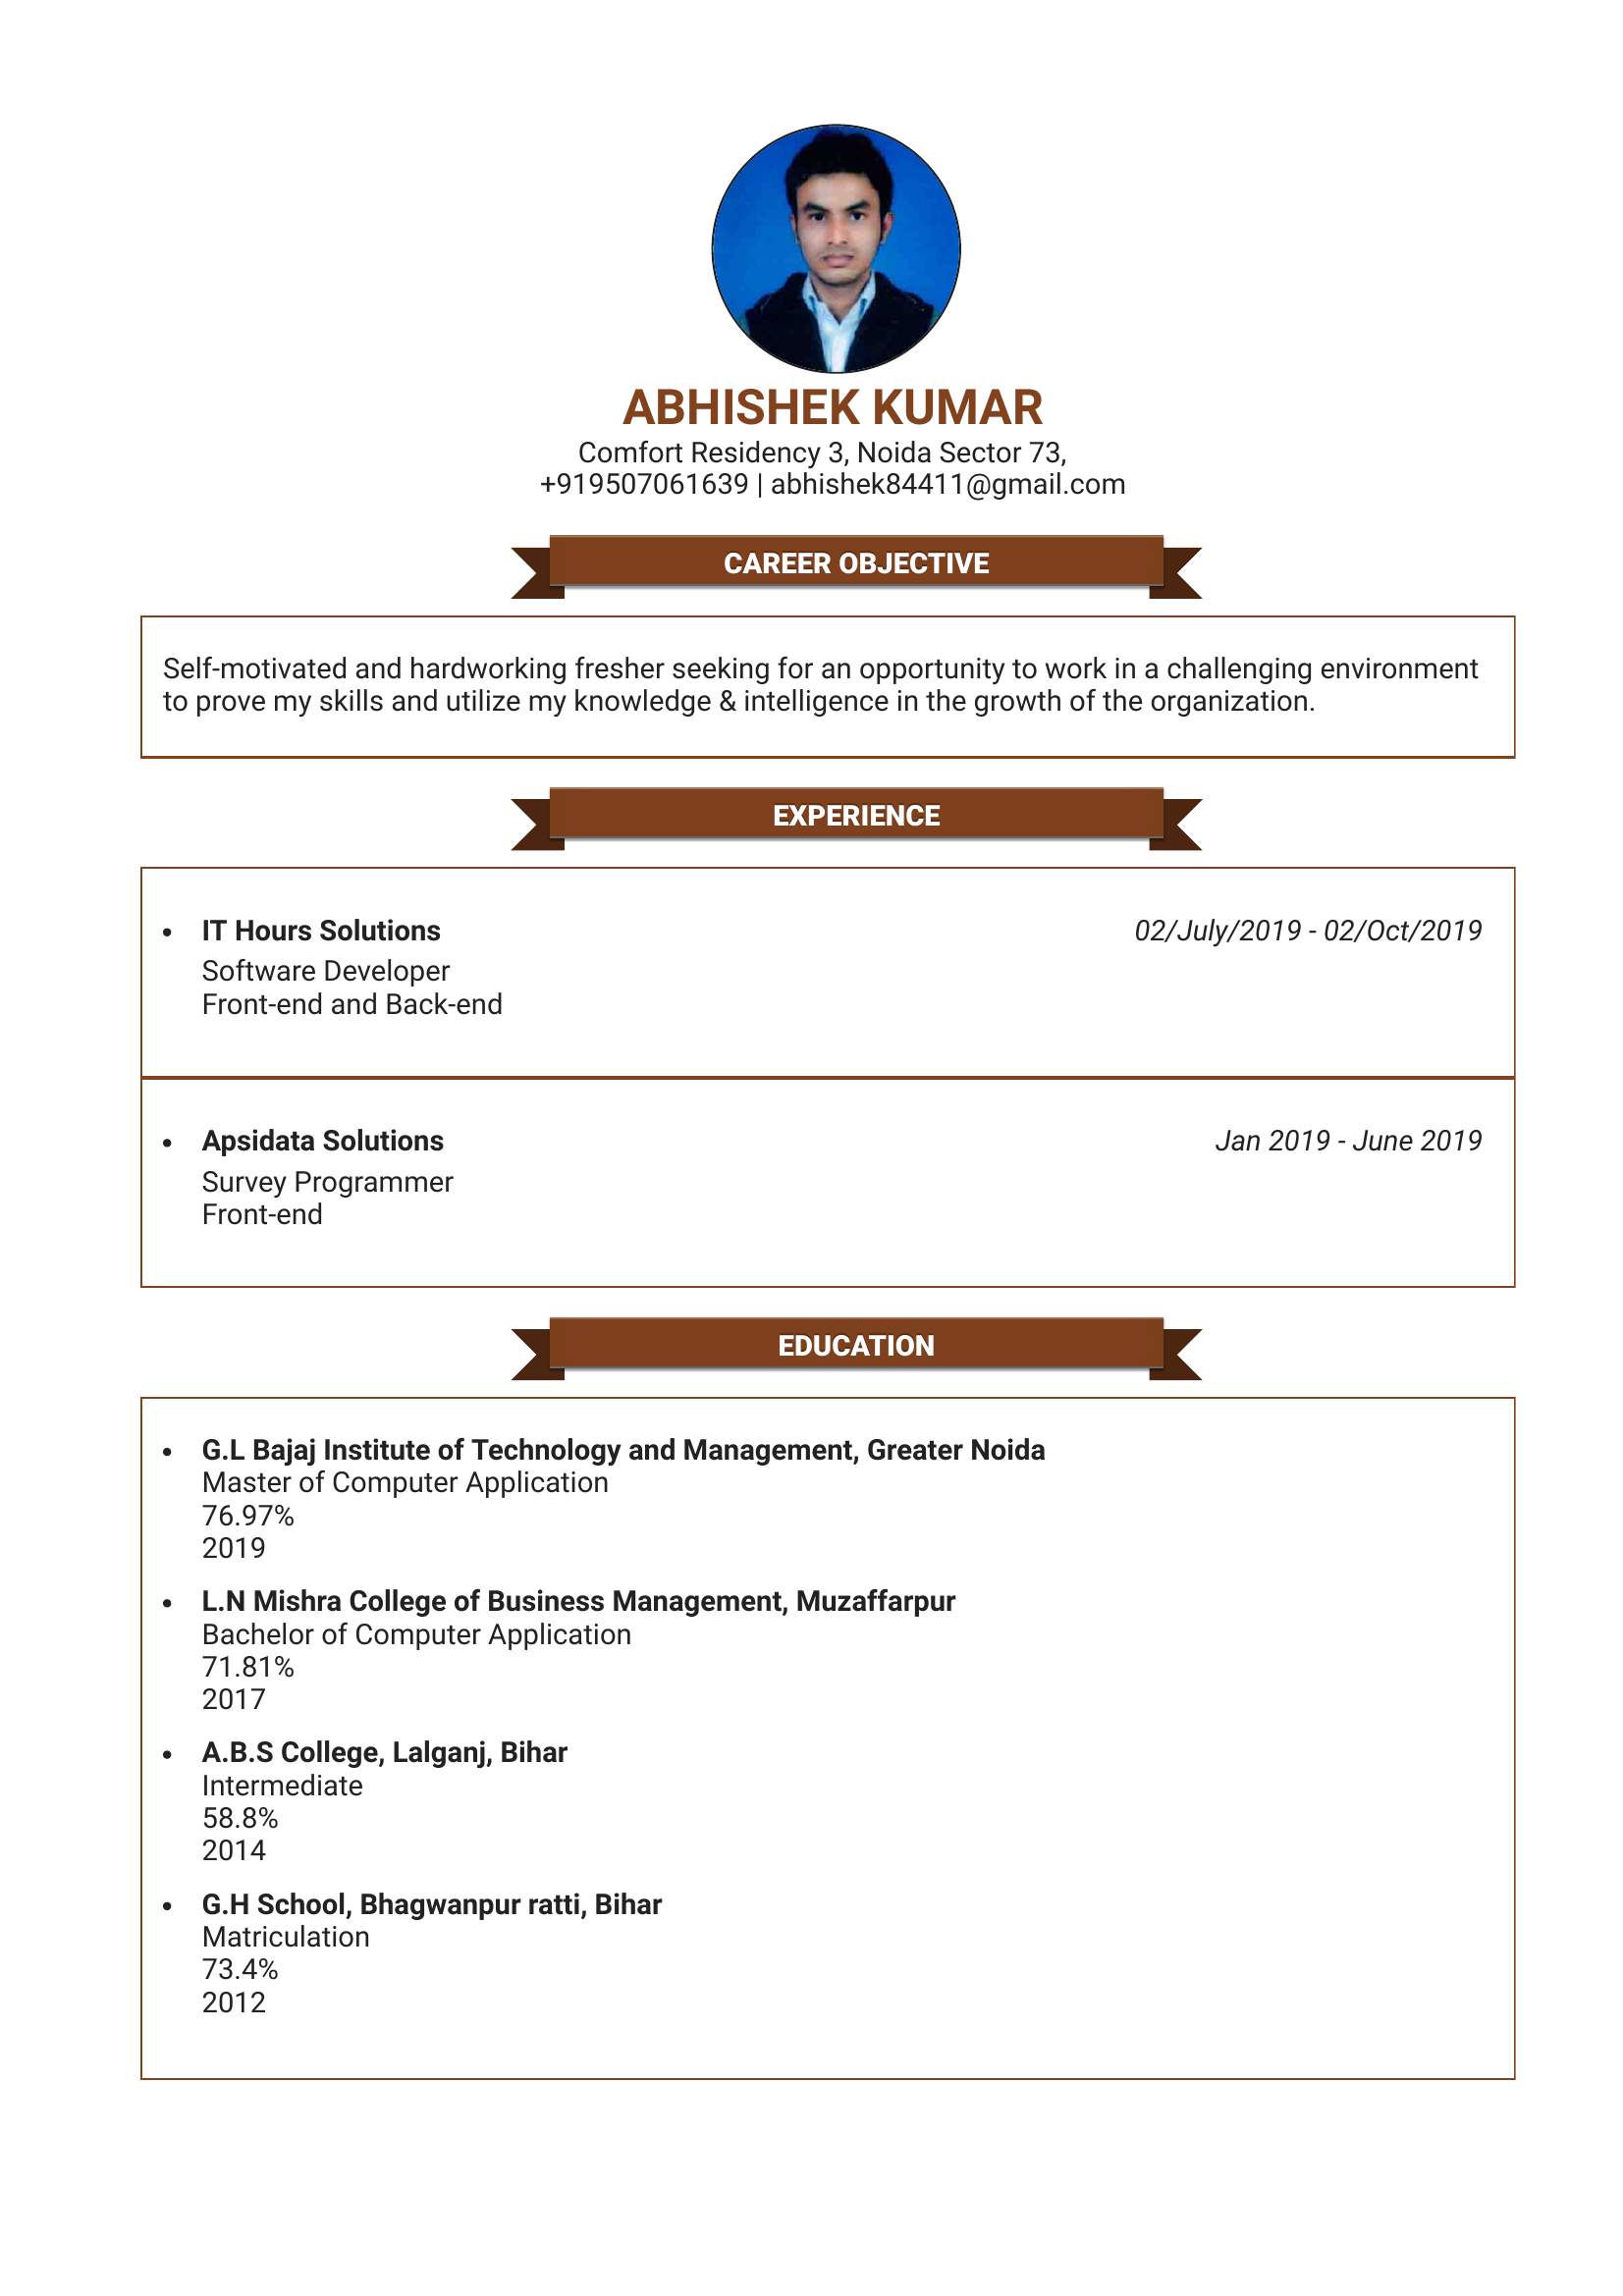 ABHISHEK KUMAR
Comfort Residency 3, Noida Sector 73,
+919507061639 | abhishek84411@gmail.com
CAREER OBJECTIVE
Self-motivated and hardworking fresher seeking for an opportunity to work in a challenging environment
to prove my skills and utilize my knowledge & intelligence in the growth of the organization.
EXPERIENCE
• IT Hours Solutions 02/July/2019 - 02/Oct/2019
Software Developer
Front-end and Back-end
• Apsidata Solutions Jan 2019 - June 2019
Survey Programmer
Front-end
EDUCATION
• G.L Bajaj Institute of Technology and Management, Greater Noida
Master of Computer Application
76.97%
2019
• L.N Mishra College of Business Management, Muzaffarpur
Bachelor of Computer Application
71.81%
2017
• A.B.S College, Lalganj, Bihar
Intermediate
58.8%
2014
• G.H School, Bhagwanpur ratti, Bihar
Matriculation
73.4%
2012